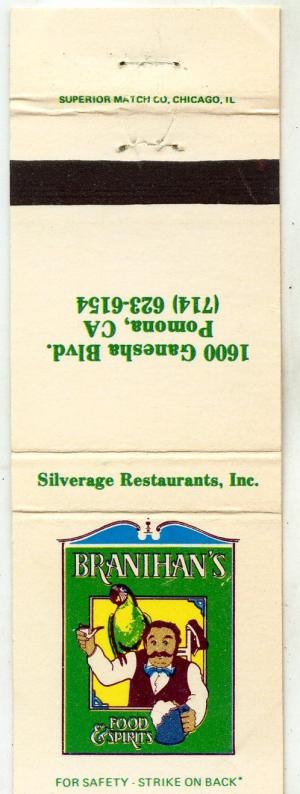 SUPERIOR MATCH CO, CHICAGO, IL
1600 Ganesha Blvd.
Pomona, CA
(714) 623-6154
Silverage Restaurants, Inc.
BRANIHAN'S
FOOD
& SPIRITS
FOR SAFETY - STRIKE ON BACK*